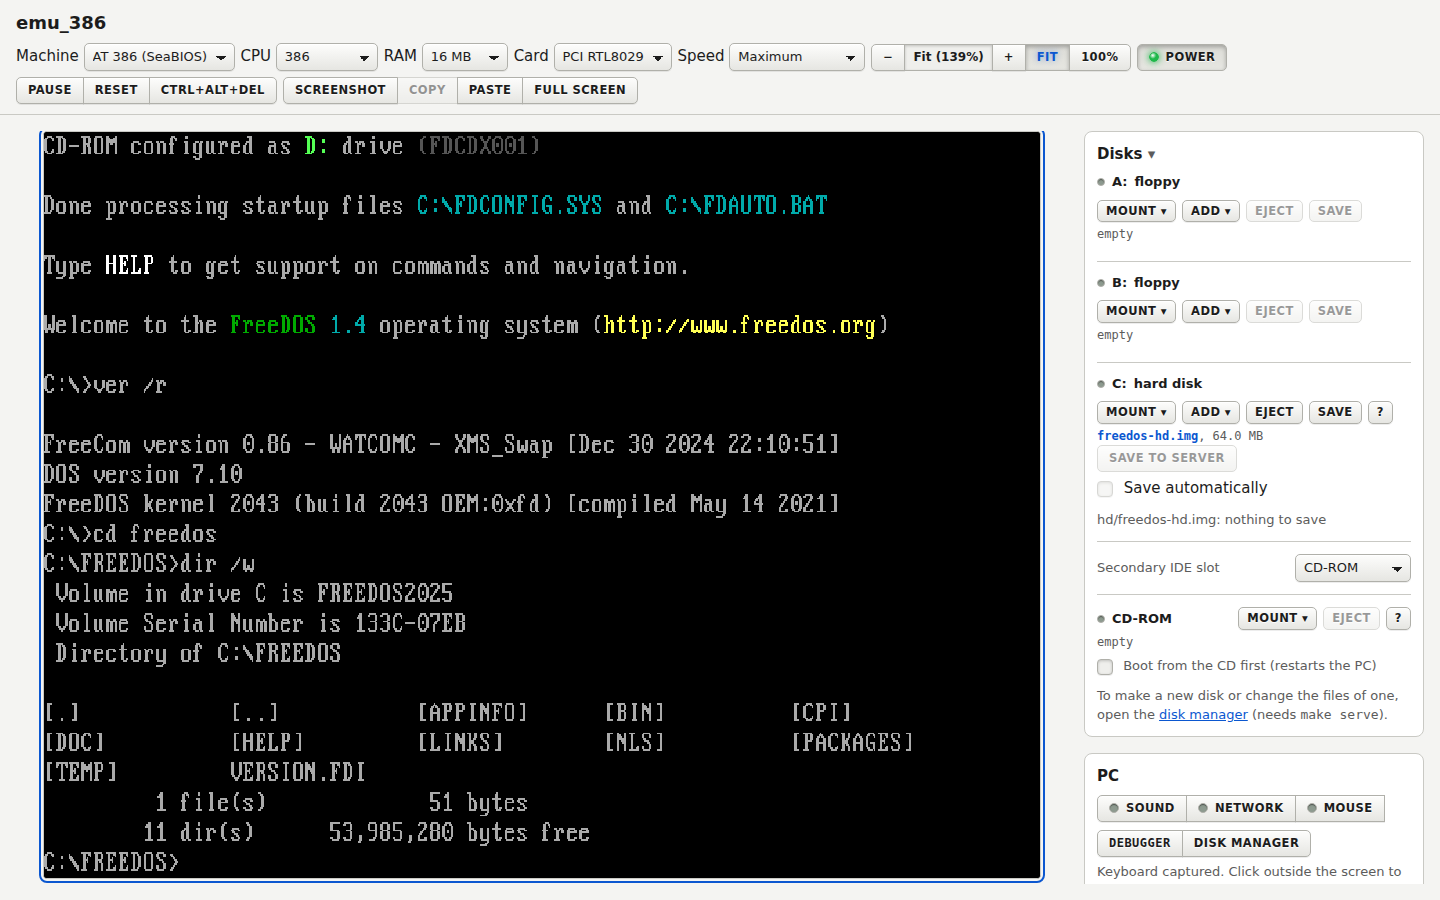 emu_386
Machine AT 386 (SeaBIOS) CPU 386 RAM 16 MB Card PCI RTL8029 Speed Maximum − Fit (139%) + FIT 100% POWER
PAUSE RESET CTRL+ALT+DEL SCREENSHOT COPY PASTE FULL SCREEN
CD-ROM configured as D: drive (FDCDX001)
Done processing startup files C:\FDCONFIG.SYS and C:\FDAUTO.BAT
Type HELP to get support on commands and navigation.
Welcome to the FreeDOS 1.4 operating system (http://www.freedos.org)
C:\>ver /r
FreeCom version 0.86 - WATCOMC - XMS_Swap [Dec 30 2024 22:10:51]
DOS version 7.10
FreeDOS kernel 2043 (build 2043 OEM:0xfd) [compiled May 14 2021]
C:\>cd freedos
C:\FREEDOS>dir /w
Volume in drive C is FREEDOS2025
Volume Serial Number is 133C-07EB
Directory of C:\FREEDOS
[.] [..] [APPINFO] [BIN] [CPI]
[DOC] [HELP] [LINKS] [NLS] [PACKAGES]
[TEMP] VERSION.FDI
1 file(s) 51 bytes
11 dir(s) 53,985,280 bytes free
C:\FREEDOS>
Disks ▾
A: floppy
MOUNT ▾ ADD ▾ EJECT SAVE
empty
B: floppy
MOUNT ▾ ADD ▾ EJECT SAVE
empty
C: hard disk
MOUNT ▾ ADD ▾ EJECT SAVE ?
freedos-hd.img, 64.0 MB
SAVE TO SERVER
Save automatically
hd/freedos-hd.img: nothing to save
Secondary IDE slot CD-ROM
CD-ROM MOUNT ▾ EJECT ?
empty
Boot from the CD first (restarts the PC)
To make a new disk or change the files of one,
open the disk manager (needs make serve).
PC
SOUND NETWORK MOUSE
DEBUGGER DISK MANAGER
Keyboard captured. Click outside the screen to